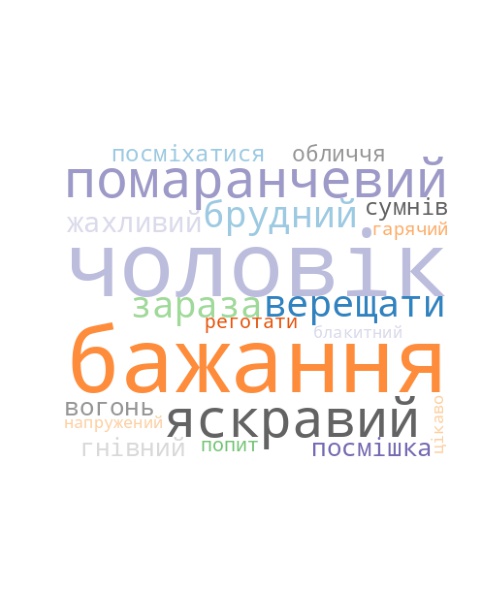 посміхатися обличчя
помаранчевий
жахливий брудний сумнів
гарячий
чоловік
зараза верещати
реготати блакитний
бажання
вогонь яскравий цікаво
напружений
гнівний попит посмішка